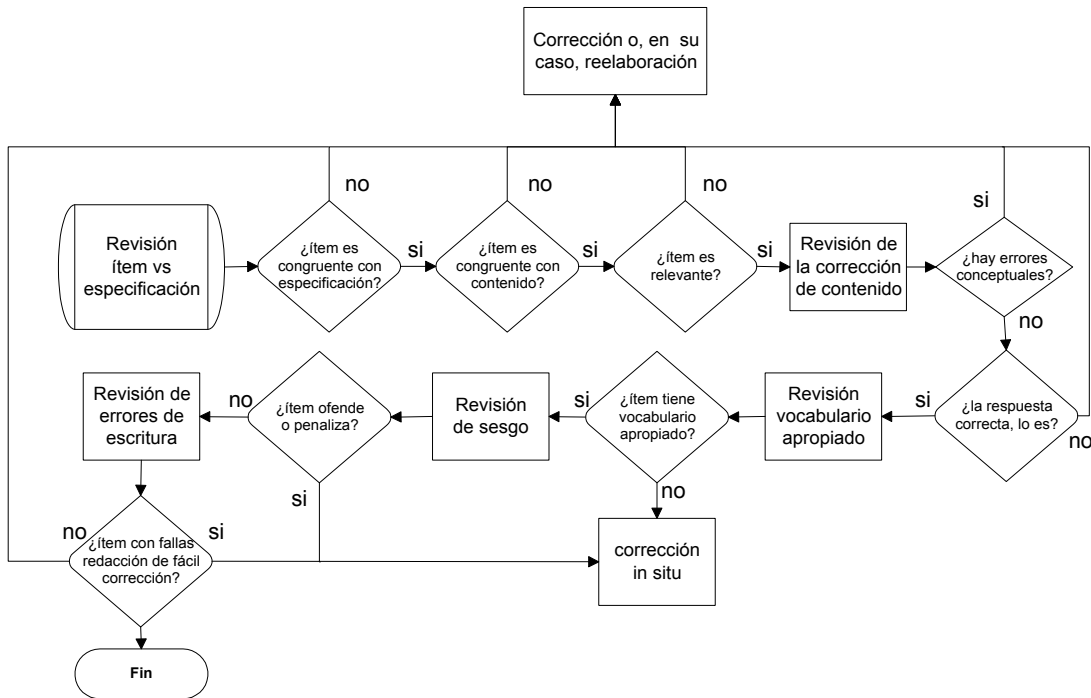 Corrección o, en su
caso, reelaboración
no
no
no
si
Revisión
ítem vs
especificación
¿ítem es
congruente con
especificación?
si
¿ítem es
congruente con
contenido?
si
¿ítem es
relevante?
si
Revisión de
la corrección
de contenido
¿hay errores
conceptuales?
no
¿la respuesta
correcta, lo es?
no
si
Revisión
vocabulario
apropiado
¿ítem tiene
vocabulario
apropiado?
si
no
Revisión
de sesgo
¿ítem ofende
o penaliza?
no
si
Revisión de
errores de
escritura
no
¿ítem con fallas
redacción de fácil
corrección?
si
corrección
in situ
Fin